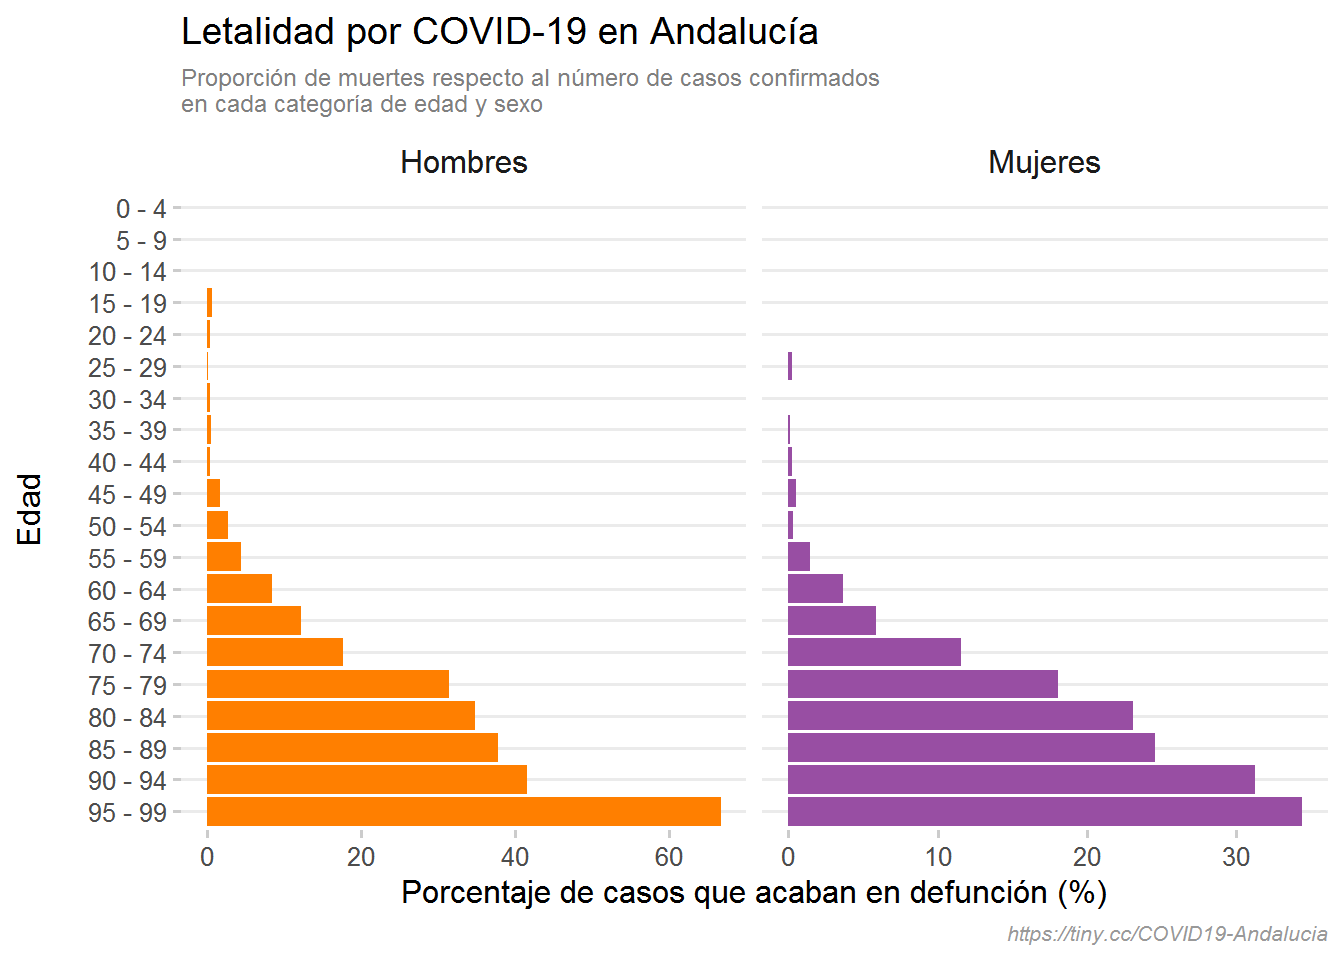 Letalidad por COVID-19 en Andalucía
Proporción de muertes respecto al número de casos confirmados
en cada categoría de edad y sexo
Hombres
Mujeres
Edad
0 - 4
5 - 9
10 - 14
15 - 19
20 - 24
25 - 29
30 - 34
35 - 39
40 - 44
45 - 49
50 - 54
55 - 59
60 - 64
65 - 69
70 - 74
75 - 79
80 - 84
85 - 89
90 - 94
95 - 99
0 20 40 60
0 10 20 30
Porcentaje de casos que acaban en defunción (%)
https://tiny.cc/COVID19-Andalucia